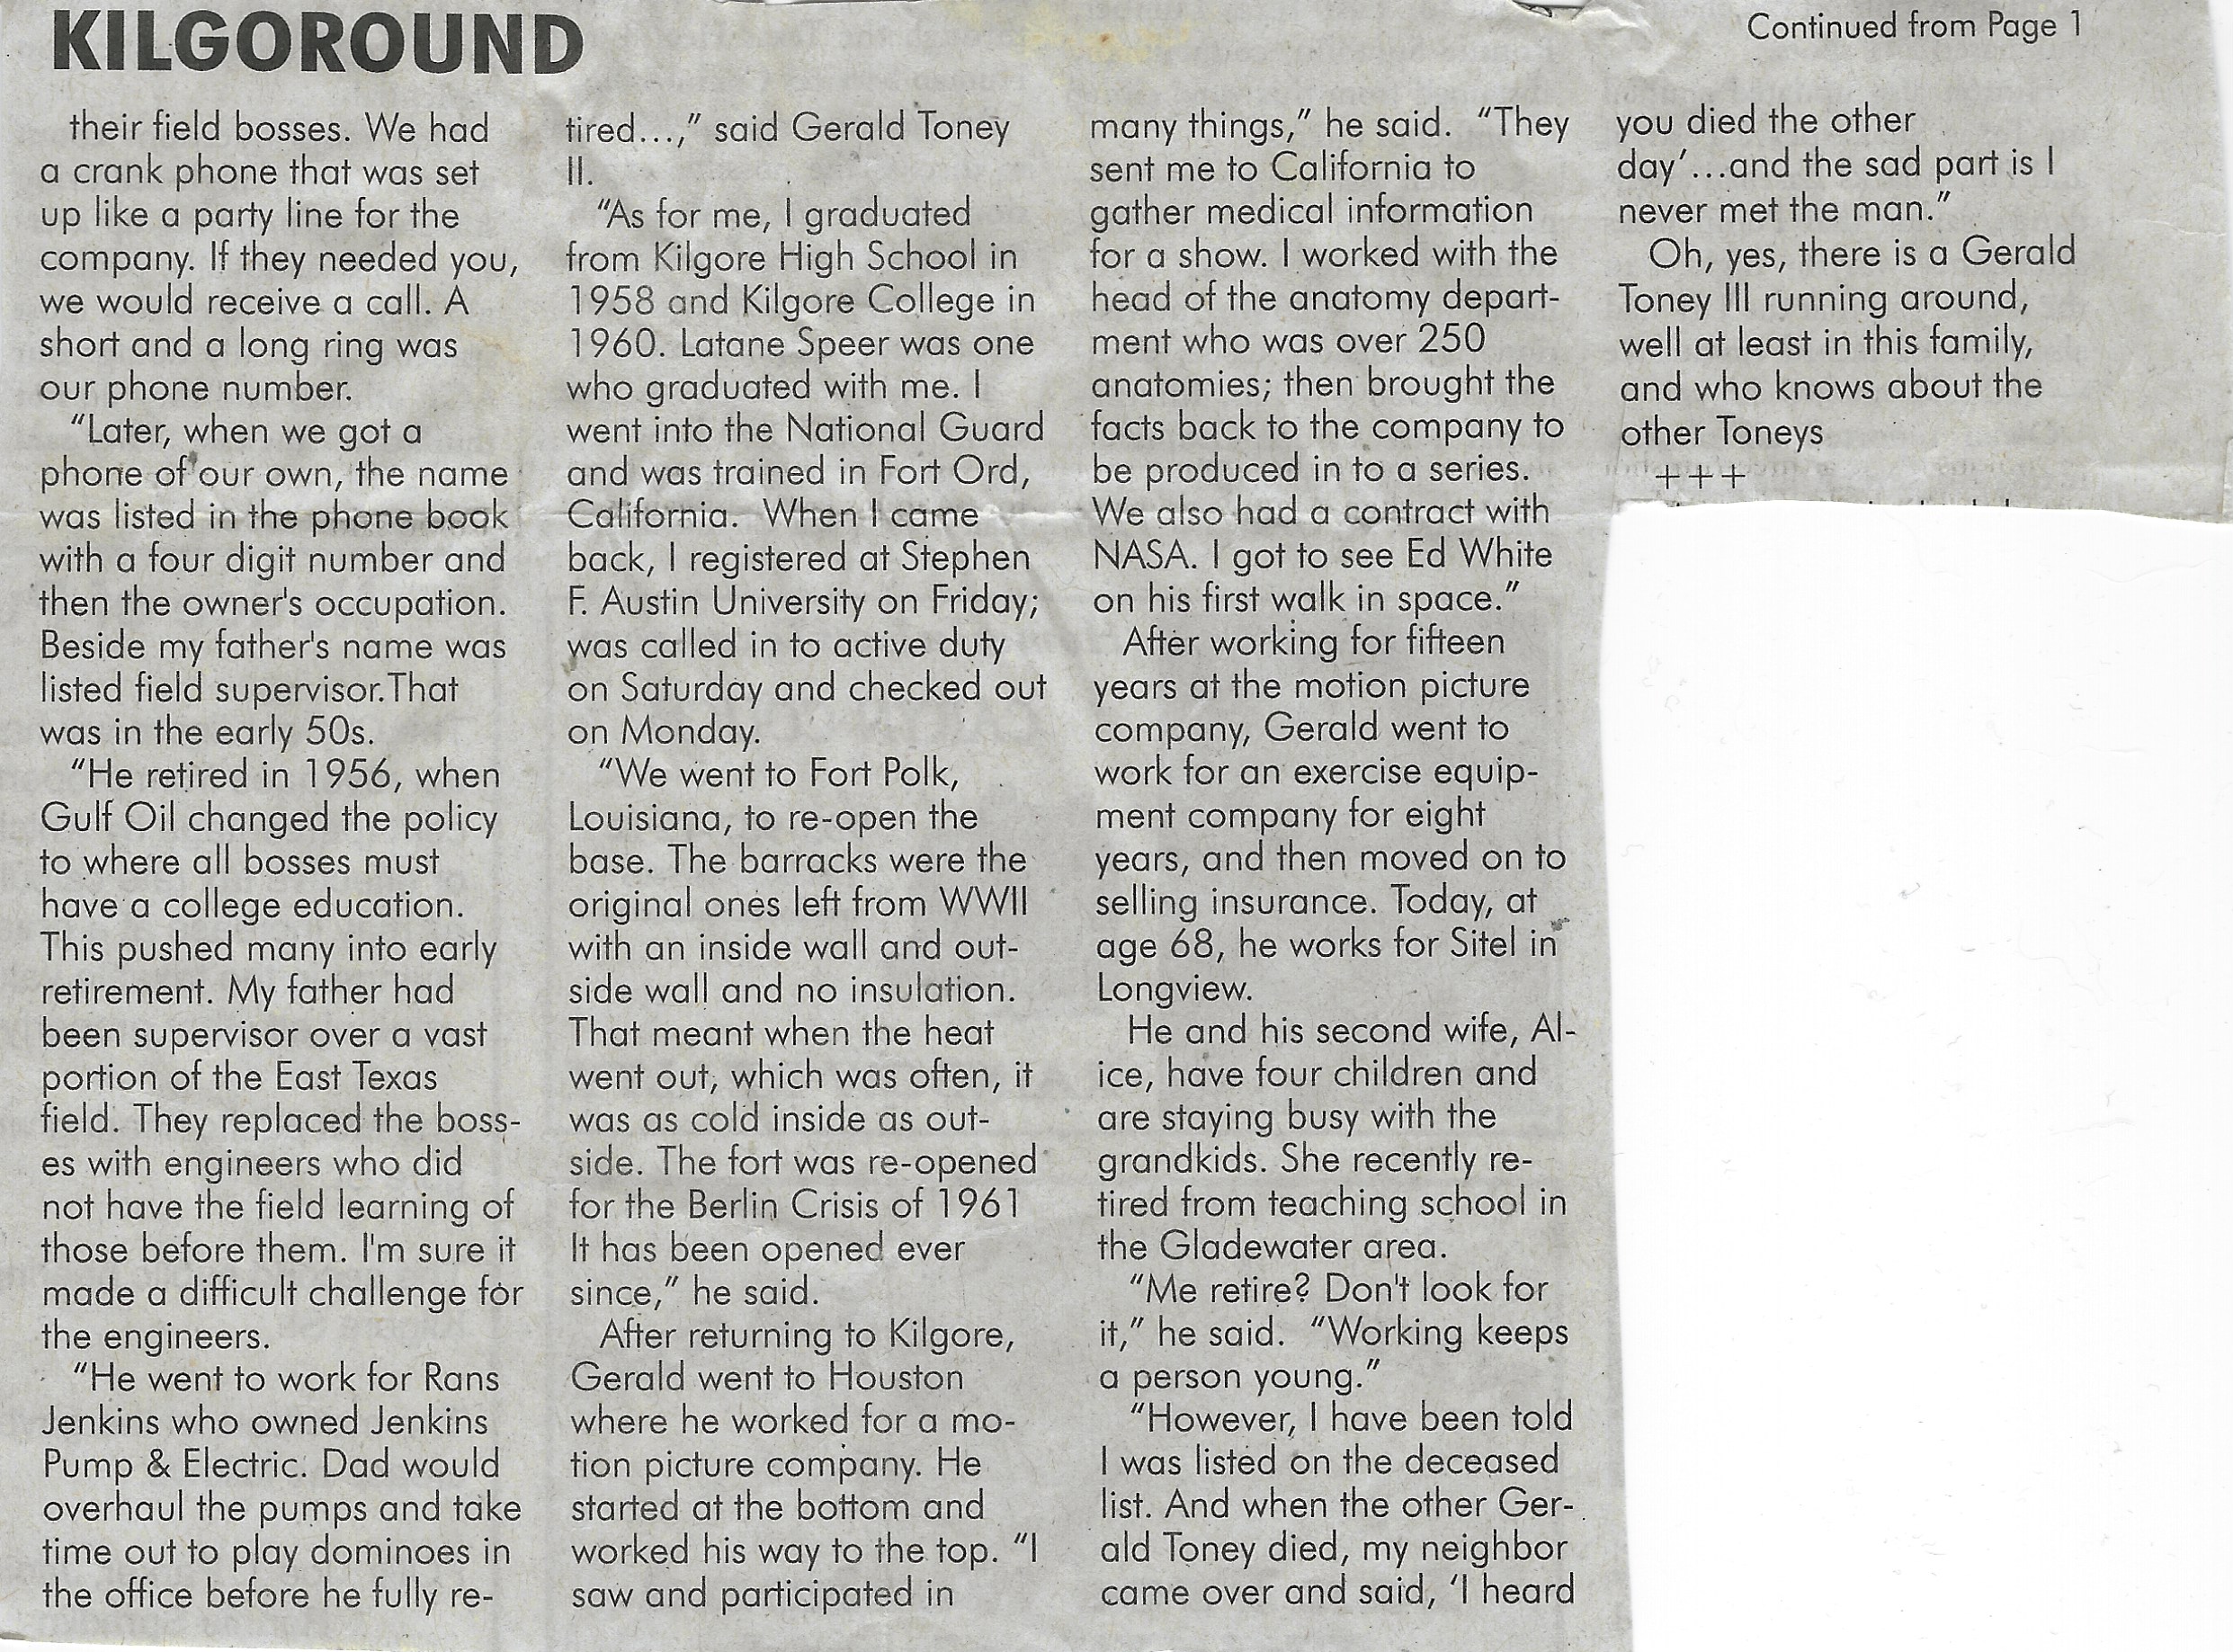 KILGOROUND
Continued from Page 1
their field bosses. We had
a crank phone that was set
up like a party line for the
company. If they needed you,
we would receive a call. A
short and a long ring was
our phone number.
“Later, when we got a
phone of our own, the name
was listed in the phone book
with a four digit number and
then the owner's occupation.
Beside my father's name was
listed field supervisor.That
was in the early 50s.
“He retired in 1956, when
Gulf Oil changed the policy
to where all bosses must
have a college education.
This pushed many into early
retirement. My father had
been supervisor over a vast
portion of the East Texas
field. They replaced the boss-
es with engineers who did
not have the field learning of
those before them. I'm sure it
made a difficult challenge for
the engineers.
“He went to work for Rans
Jenkins who owned Jenkins
Pump & Electric. Dad would
overhaul the pumps and take
time out to play dominoes in
the office before he fully re-
tired...,” said Gerald Toney
II.
“As for me, I graduated
from Kilgore High School in
1958 and Kilgore College in
1960. Latane Speer was one
who graduated with me. I
went into the National Guard
and was trained in Fort Ord,
California.  When I came
back, I registered at Stephen
F. Austin University on Friday;
was called in to active duty
on Saturday and checked out
on Monday.
“We went to Fort Polk,
Louisiana, to re-open the
base. The barracks were the
original ones left from WWII
with an inside wall and out-
side wall and no insulation.
That meant when the heat
went out, which was often, it
was as cold inside as out-
side. The fort was re-opened
for the Berlin Crisis of 1961
It has been opened ever
since,” he said.
After returning to Kilgore,
Gerald went to Houston
where he worked for a mo-
tion picture company. He
started at the bottom and
worked his way to the top. “I
saw and participated in
many things,” he said.  “They
sent me to California to
gather medical information
for a show. I worked with the
head of the anatomy depart-
ment who was over 250
anatomies; then brought the
facts back to the company to
be produced in to a series.
We also had a contract with
NASA. I got to see Ed White
on his first walk in space.”
After working for fifteen
years at the motion picture
company, Gerald went to
work for an exercise equip-
ment company for eight
years, and then moved on to
selling insurance. Today, at
age 68, he works for Sitel in
Longview.
He and his second wife, Al-
ice, have four children and
are staying busy with the
grandkids. She recently re-
tired from teaching school in
the Gladewater area.
“Me retire? Don't look for
it,” he said.  “Working keeps
a person young.”
“However, I have been told
I was listed on the deceased
list. And when the other Ger-
ald Toney died, my neighbor
came over and said, ‘I heard
you died the other
day’...and the sad part is I
never met the man.”
Oh, yes, there is a Gerald
Toney III running around,
well at least in this family,
and who knows about the
other Toneys
+++